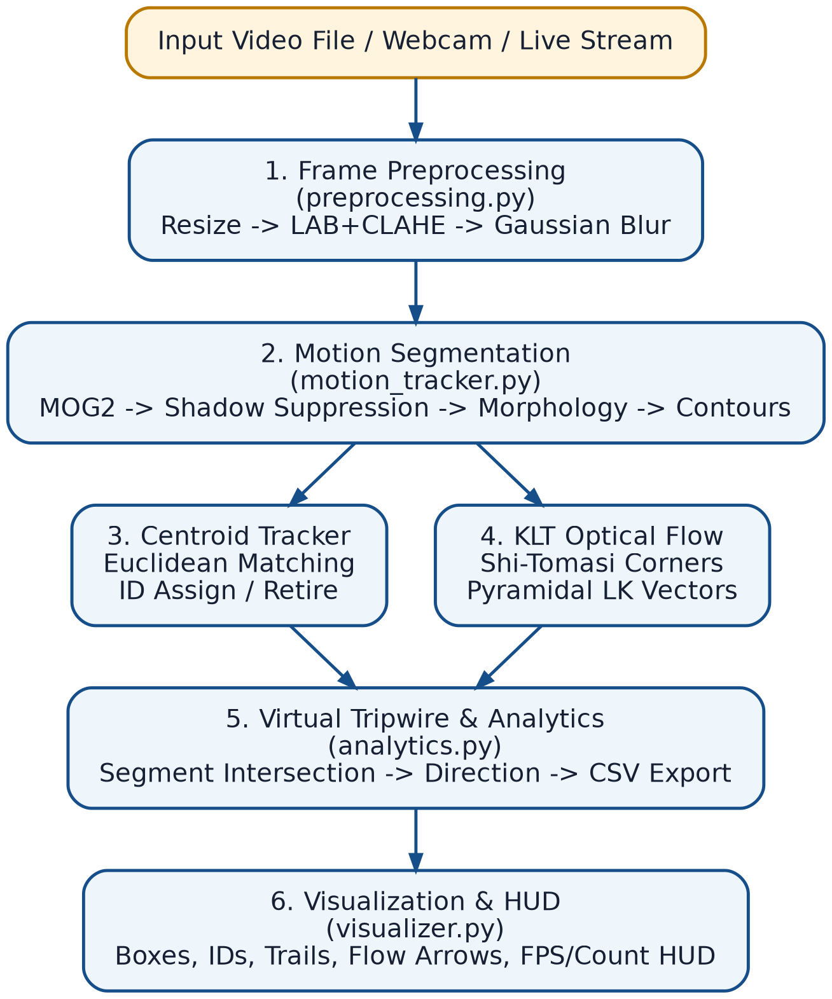 Input Video File / Webcam / Live Stream
1. Frame Preprocessing
(preprocessing.py)
Resize -> LAB+CLAHE -> Gaussian Blur
2. Motion Segmentation
(motion_tracker.py)
MOG2 -> Shadow Suppression -> Morphology -> Contours
3. Centroid Tracker
Euclidean Matching
ID Assign / Retire
4. KLT Optical Flow
Shi-Tomasi Corners
Pyramidal LK Vectors
5. Virtual Tripwire & Analytics
(analytics.py)
Segment Intersection -> Direction -> CSV Export
6. Visualization & HUD
(visualizer.py)
Boxes, IDs, Trails, Flow Arrows, FPS/Count HUD